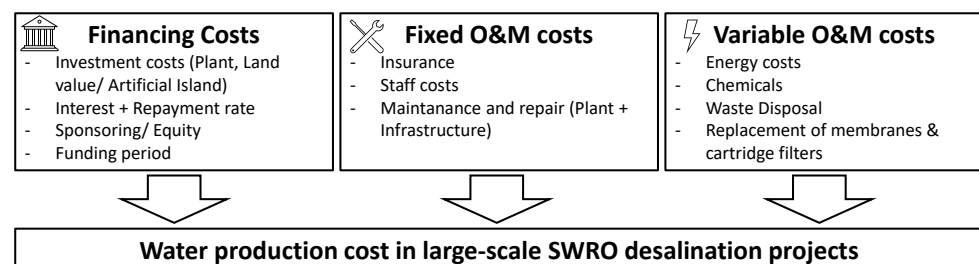 Financing Costs
- Investment costs (Plant, Land
value/ Artificial Island)
- Interest + Repayment rate
- Sponsoring/ Equity
- Funding period
Fixed O&M costs
- Insurance
- Staff costs
- Maintanance and repair (Plant +
Infrastructure)
Variable O&M costs
- Energy costs
- Chemicals
- Waste Disposal
- Replacement of membranes &
cartridge filters
Water production cost in large-scale SWRO desalination projects